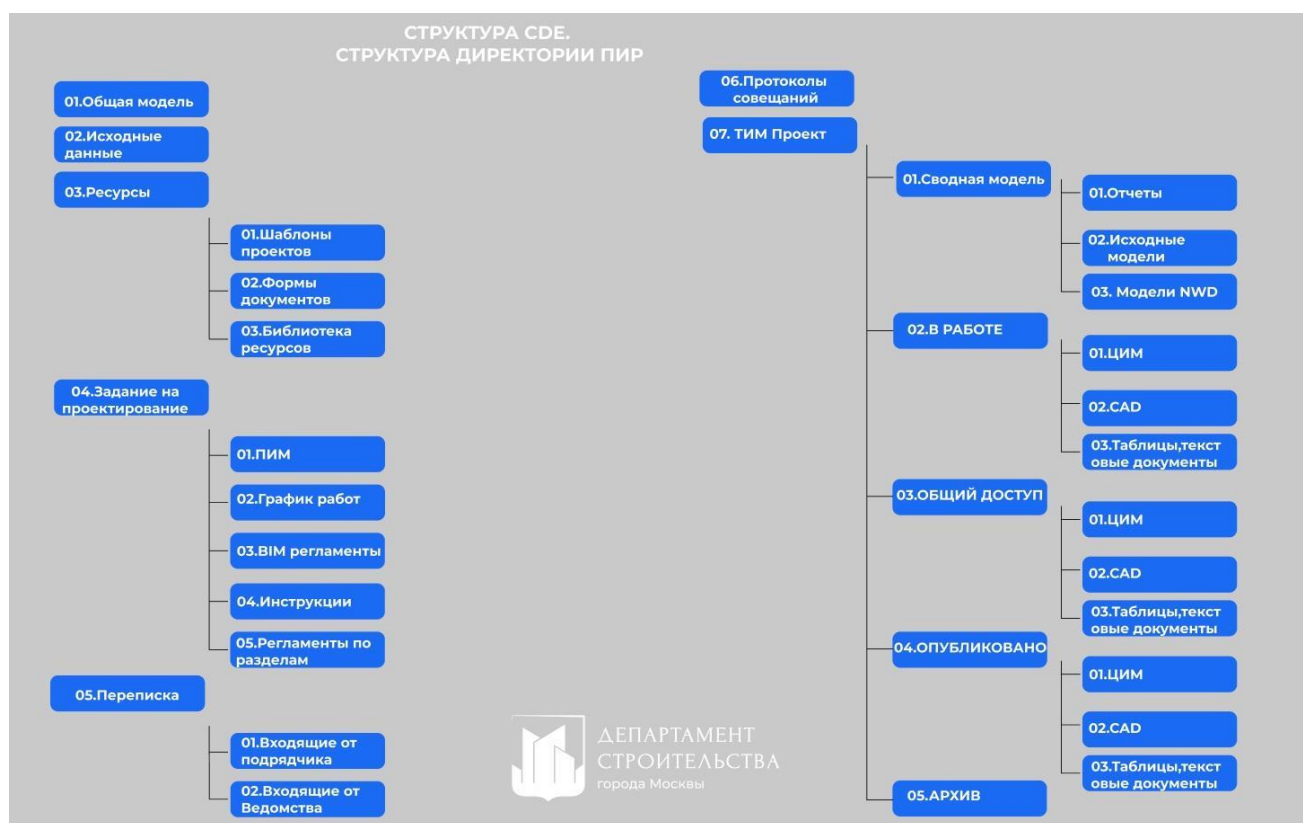 СТРУКТУРА CDE.
СТРУКТУРА ДИРЕКТОРИИ ПИР
01.Общая модель
02.Исходные
данные
03.Ресурсы
01.Шаблоны
проектов
02.Формы
документов
03.Библиотека
ресурсов
04.Задание на
проектирование
01.ПИМ
02.График работ
03.BIM регламенты
04.Инструкции
05.Регламенты по
разделам
05.Переписка
01.Входящие от
подрядчика
02.Входящие от
Ведомства
06.Протоколы
совещаний
07. ТИМ Проект
01.Сводная модель
01.Отчеты
02.Исходные
модели
03. Модели NWD
02.В РАБОТЕ
01.ЦИМ
02.CAD
03.Таблицы,текст
овые документы
03.ОБЩИЙ ДОСТУП
01.ЦИМ
02.CAD
03.Таблицы,текст
овые документы
04.ОПУБЛИКОВАНО
01.ЦИМ
02.CAD
03.Таблицы,текст
овые документы
05.АРХИВ
ДЕПАРТАМЕНТ
СТРОИТЕЛЬСТВА
города Москвы